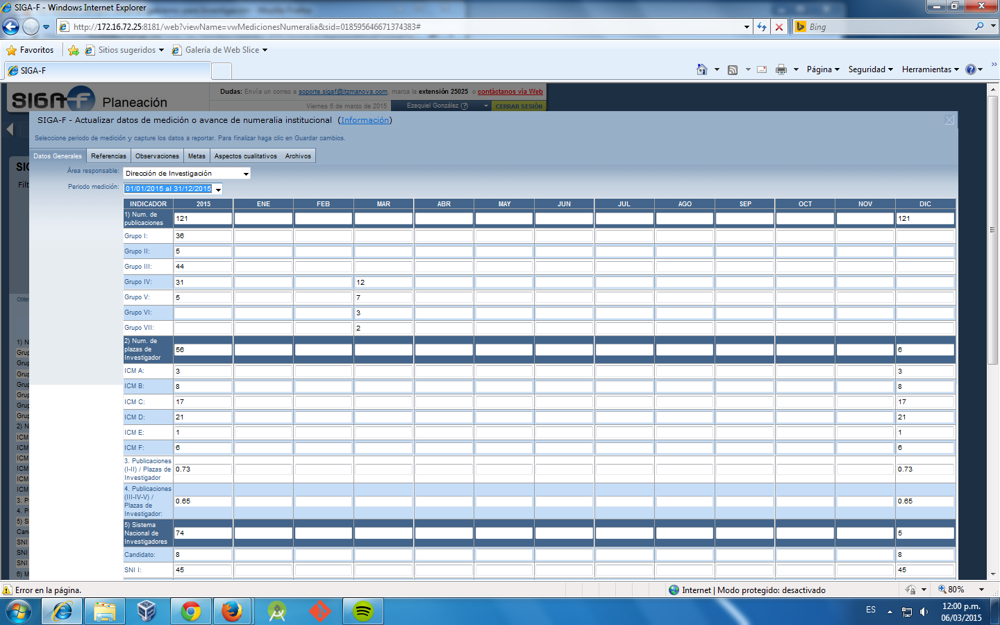 SIGA-F - Windows Internet Explorer
http://172.16.72.25:8181/web?viewName=vwMedicionesNumeralia&sid=018595646671374383#
Bing
Favoritos Sitios sugeridos Galería de Web Slice
SIGA-F
Página Seguridad Herramientas
SIGA-F Planeación
Dudas: Envía un correo a soporte.sigaf@itzmanova.com, marca la extensión 25025 o contáctanos vía Web
Viernes 6 de marzo de 2015 Ezequiel González (?) CERRAR SESIÓN
SIGA-F - Actualizar datos de medición o avance de numeralia institucional (Información)
Seleccione periodo de medición y capture los datos a reportar. Para finalizar haga clic en Guardar cambios.
Datos Generales Referencias Observaciones Metas Aspectos cualitativos Archivos
Área responsable: Dirección de Investigación
Periodo medición: 01/01/2015 al 31/12/2015
INDICADOR 2015 ENE FEB MAR ABR MAY JUN JUL AGO SEP OCT NOV DIC
1) Num. de publicaciones 121 121
Grupo I: 36
Grupo II: 5
Grupo III: 44
Grupo IV: 31 12
Grupo V: 5 7
Grupo VI: 3
Grupo VII: 2
2) Num. de plazas de Investigador 56 6
ICM A: 3 3
ICM B: 8 8
ICM C: 17 17
ICM D: 21 21
ICM E: 1 1
ICM F: 6 6
3. Publicaciones (I-II) / Plazas de Investigador 0.73 0.73
4. Publicaciones (III-IV-V) / Plazas de Investigador: 0.65 0.65
5) Sistema Nacional de Investigadores 74 5
Candidato: 8 8
SNI I: 45 45
Error en la página.
Internet | Modo protegido: desactivado
80%
ES
12:00 p.m.
06/03/2015